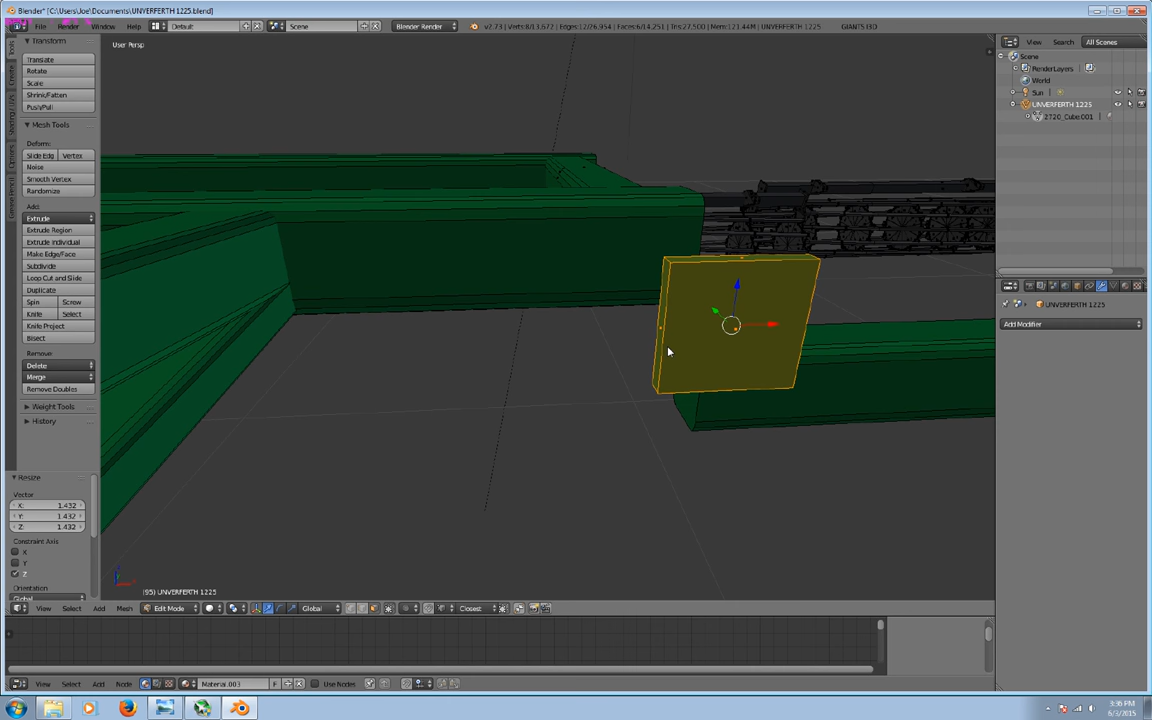 Blender* [C:\Users\Joe\Documents\UNVERFERTH 1225.blend]
File Render Window Help Default Scene Blender Render v2.73 | Verts:8/13,672 | Edges:12/26,954 | Faces:6/14,251 | Tris:27,500 | Mem:121.44M | UNVERFERTH 1225 GIANTS I3D
View Search All Scenes
Transform
User Persp
Translate
Rotate
Scale
Shrink/Fatten
Push/Pull
Mesh Tools
Deform:
Slide Edg Vertex
Noise
Smooth Vertex
Randomize
Add:
Extrude
Extrude Region
Extrude Individual
Make Edge/Face
Subdivide
Loop Cut and Slide
Duplicate
Spin Screw
Knife Select
Knife Project
Bisect
Remove:
Delete
Merge
Remove Doubles
Weight Tools
History
Scene
RenderLayers
World
Sun
UNVERFERTH 1225
2720_Cube.001
UNVERFERTH 1225
Add Modifier
Resize
Vector
X: 1.432
Y: 1.432
Z: 1.432
Constraint Axis
X
Y
Z
Orientation
Global
(95) UNVERFERTH 1225
View Select Add Mesh Edit Mode Global Closest
View Select Add Node Material.003 F Use Nodes
3:36 PM
6/3/2015